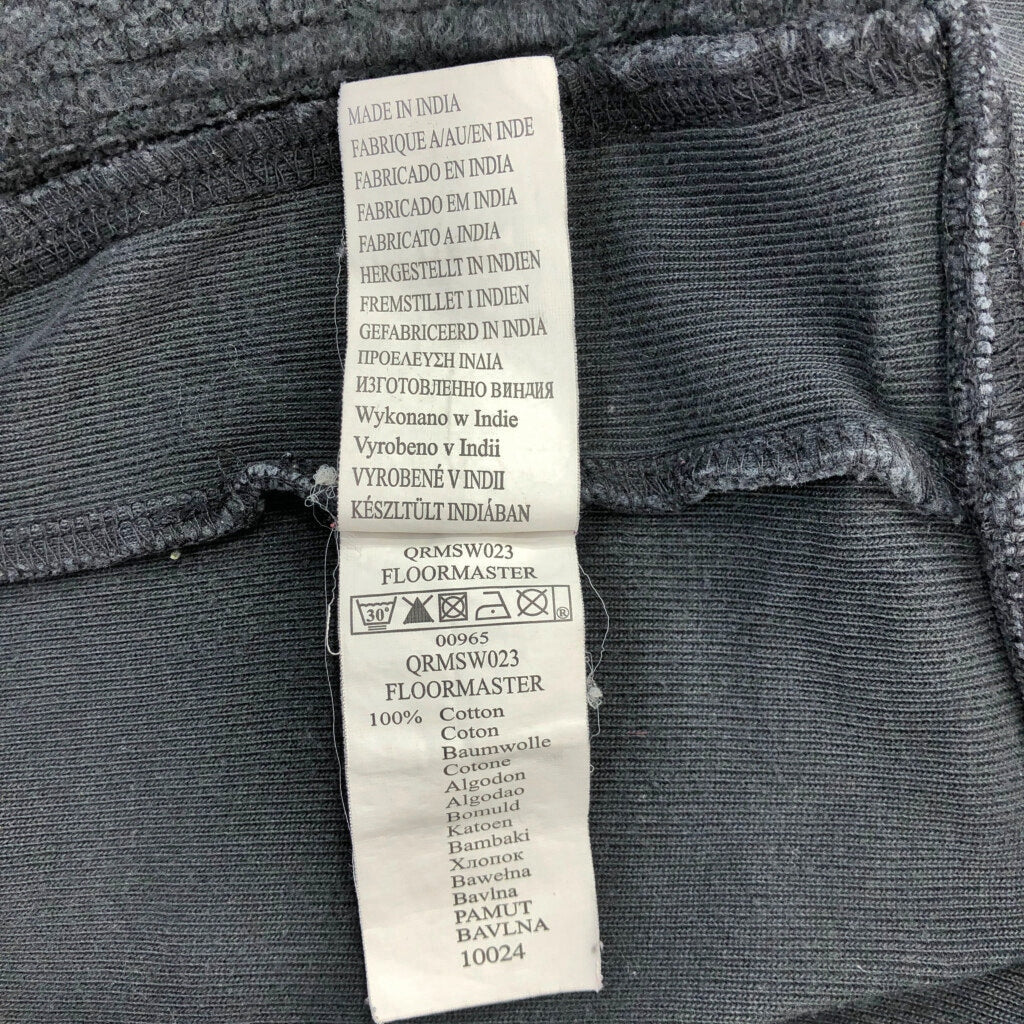 MADE IN INDIA
FABRIQUE A/AU/EN INDE
FABRICADO EN INDIA
FABRICADO EM INDIA
FABRICATO A INDIA
HERGESTELLT IN INDIEN
FREMSTILLET I INDIEN
GEFABRICEERD IN INDIA
ΠΡΟΕΛΕΥΣΗ ΙΝΔΙΑ
ИЗГОТОВЛЕННО ВИНДИЯ
Wykonano w Indie
Vyrobeno v Indii
VYROBENÉ V INDII
KÉSZLTÜLT INDIÁBAN
QRMSW023
FLOORMASTER
30° ®
00965
QRMSW023
FLOORMASTER
100% Cotton
Coton
Baumwolle
Cotone
Algodon
Algodao
Bomuld
Katoen
Bambaki
Хлопок
Bawełna
Bavlna
PAMUT
BAVLNA
10024